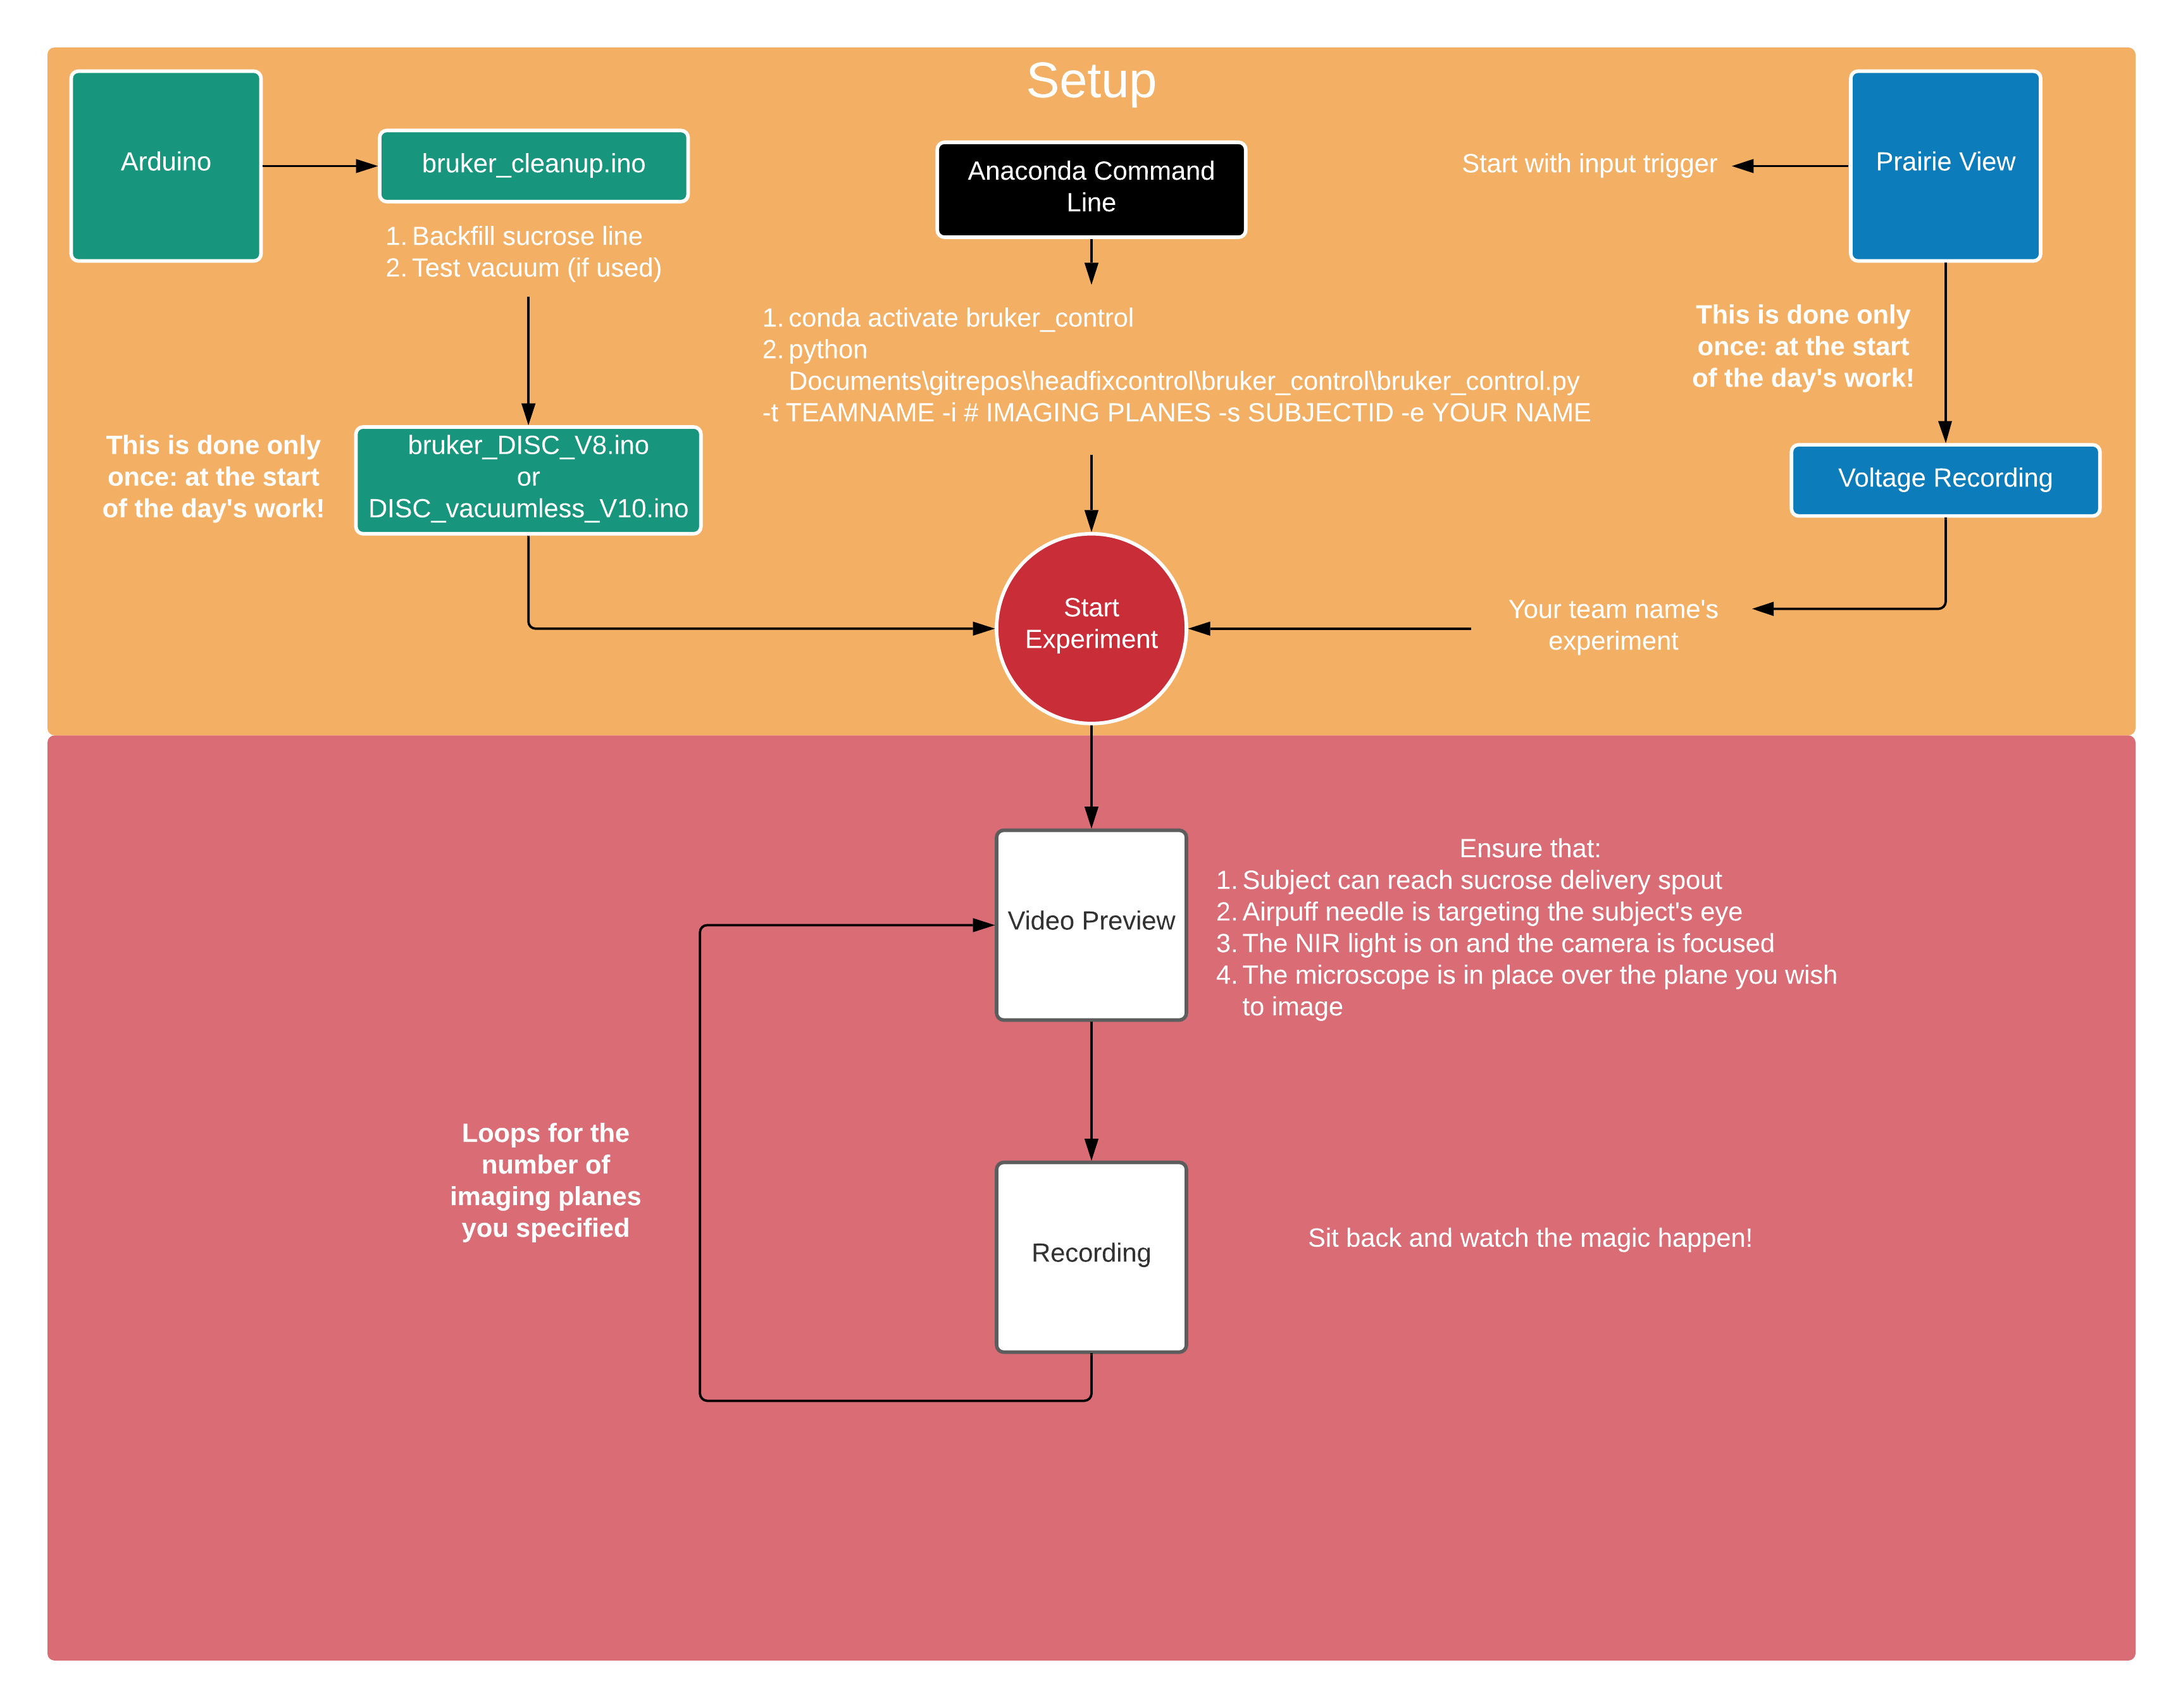 Setup
Arduino
bruker_cleanup.ino
1. Backfill sucrose line
2. Test vacuum (if used)
This is done only
once: at the start
of the day's work!
bruker_DISC_V8.ino
or
DISC_vacuumless_V10.ino
Anaconda Command
Line
1. conda activate bruker_control
2. python
Documents\gitrepos\headfixcontrol\bruker_control\bruker_control.py
-t TEAMNAME -i # IMAGING PLANES -s SUBJECTID -e YOUR NAME
Start with input trigger
Prairie View
This is done only
once: at the start
of the day's work!
Voltage Recording
Your team name's
experiment
Start
Experiment
Video Preview
Ensure that:
1. Subject can reach sucrose delivery spout
2. Airpuff needle is targeting the subject's eye
3. The NIR light is on and the camera is focused
4. The microscope is in place over the plane you wish
to image
Loops for the
number of
imaging planes
you specified
Recording
Sit back and watch the magic happen!